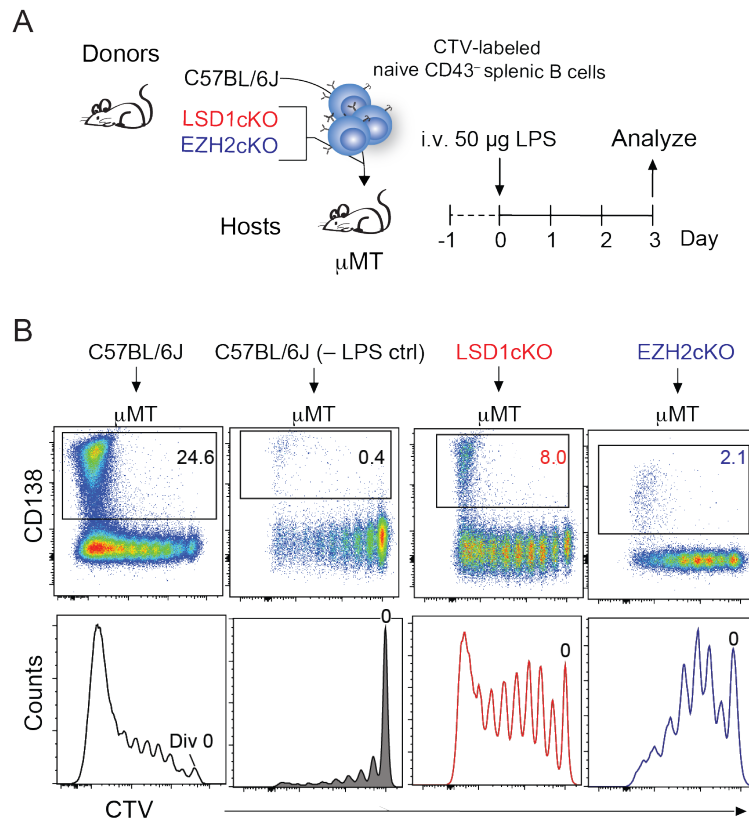 A
Donors
C57BL/6J
LSD1cKO
EZH2cKO
CTV-labeled
naive CD43⁻ splenic B cells
i.v. 50 µg LPS
Analyze
Hosts
µMT
-1 0 1 2 3 Day
B
C57BL/6J C57BL/6J (– LPS ctrl) LSD1cKO EZH2cKO
µMT µMT µMT µMT
24.6 0.4 8.0 2.1
CD138
0 0 0
Div 0
Counts
CTV